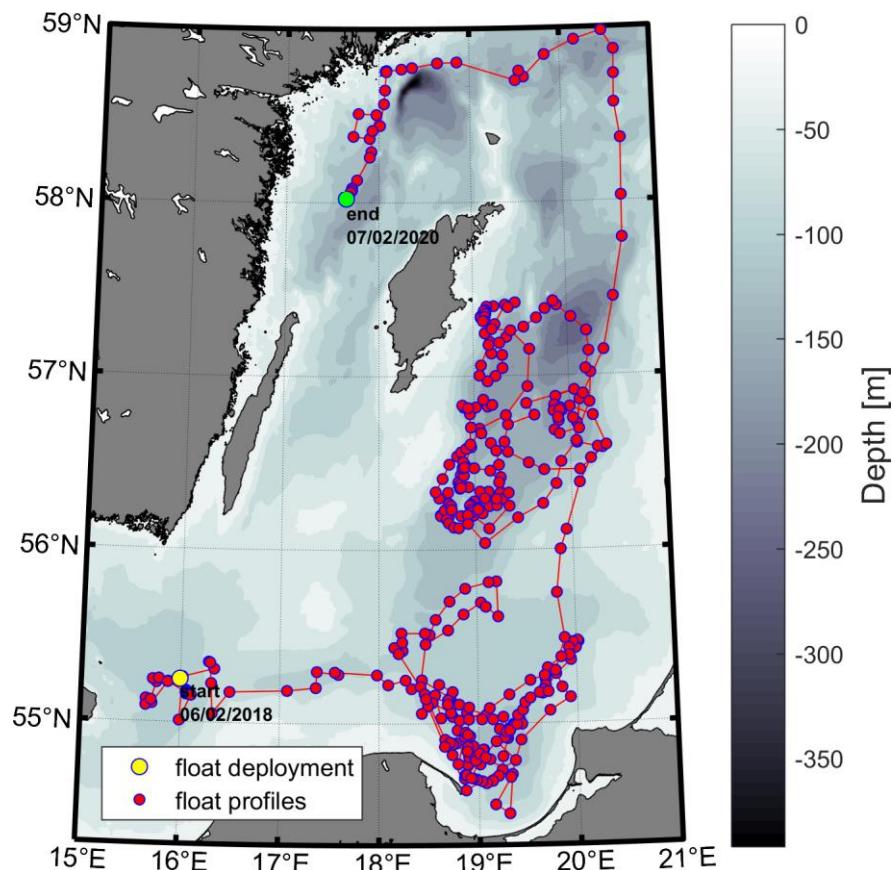 59°N
58°N
57°N
56°N
55°N
end
07/02/2020
start
06/02/2018
float deployment
float profiles
15°E
16°E
17°E
18°E
19°E
20°E
21°E
0
-50
-100
-150
-200
-250
-300
-350
Depth [m]